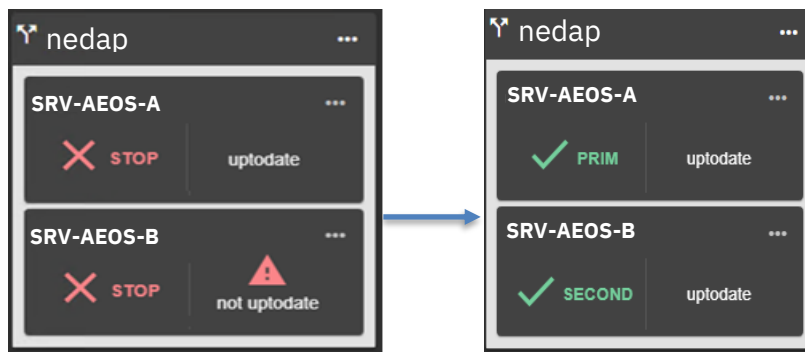 nedap
SRV-AEOS-A
STOP
uptodate
SRV-AEOS-B
STOP
not uptodate
nedap
SRV-AEOS-A
PRIM
uptodate
SRV-AEOS-B
SECOND
uptodate